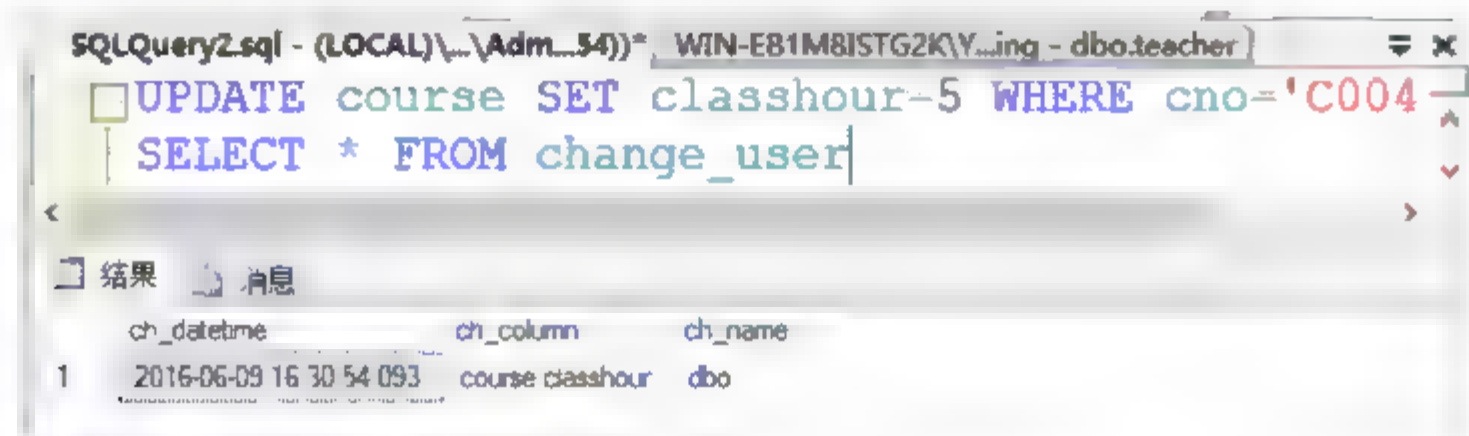 SQLQuery2.sql - (LOCAL)\...\Adm...54))* WIN-EB1M8ISTG2K\Y...ing - dbo.teacher
UPDATE course SET classhour-5 WHERE cno='C004
SELECT * FROM change_user
结果 消息
ch_datetime ch_column ch_name
1 2016-06-09 16 30 54 093 course classhour dbo